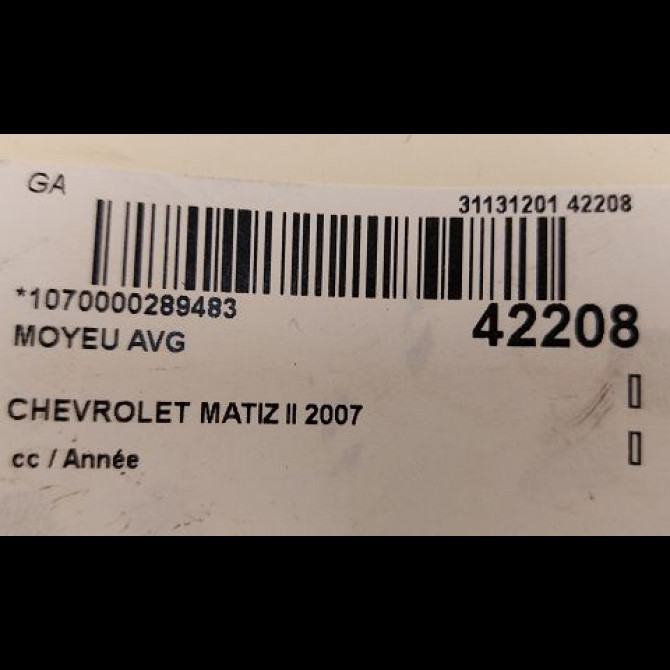 GA
31131201 42208
*1070000289483
42208
MOYEU AVG
CHEVROLET MATIZ II 2007
cc / Année